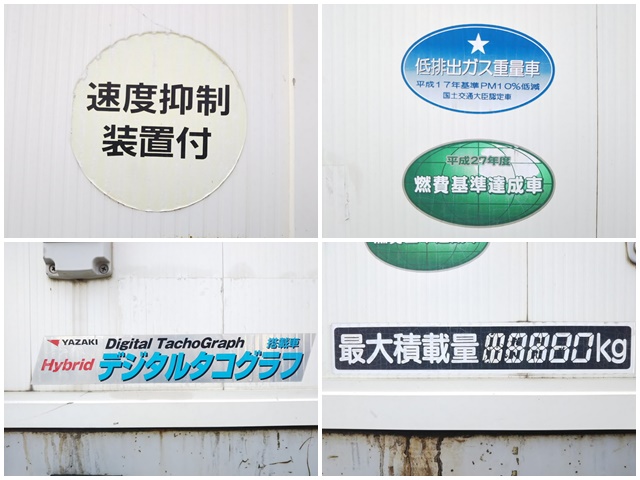 速度抑制
装置付
低排出ガス重量車
平成17年基準PM10%低減
国土交通大臣認定車
平成27年度
燃費基準達成車
YAZAKI Digital TachoGraph 搭載車
Hybrid デジタルタコグラフ
最大積載量 kg